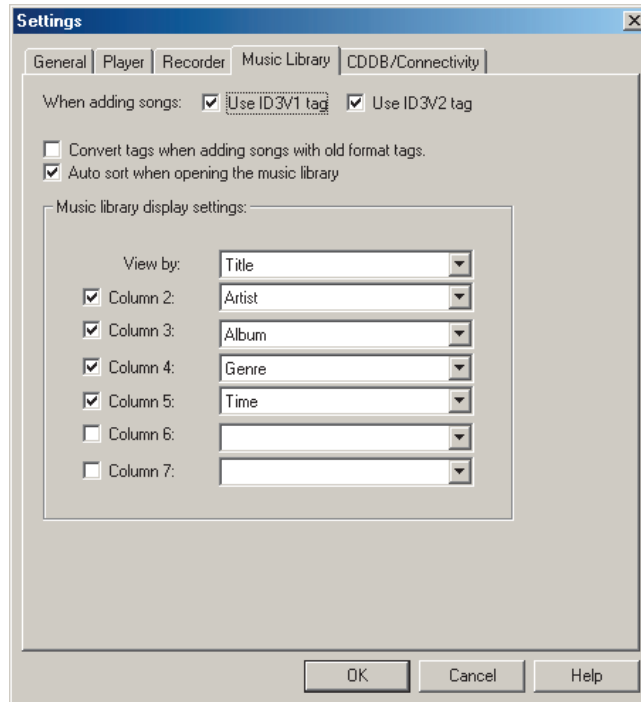 Settings
General Player Recorder Music Library CDDB/Connectivity
When adding songs: Use ID3V1 tag Use ID3V2 tag
Convert tags when adding songs with old format tags.
Auto sort when opening the music library
Music library display settings:
View by: Title
Column 2: Artist
Column 3: Album
Column 4: Genre
Column 5: Time
Column 6:
Column 7:
OK Cancel Help